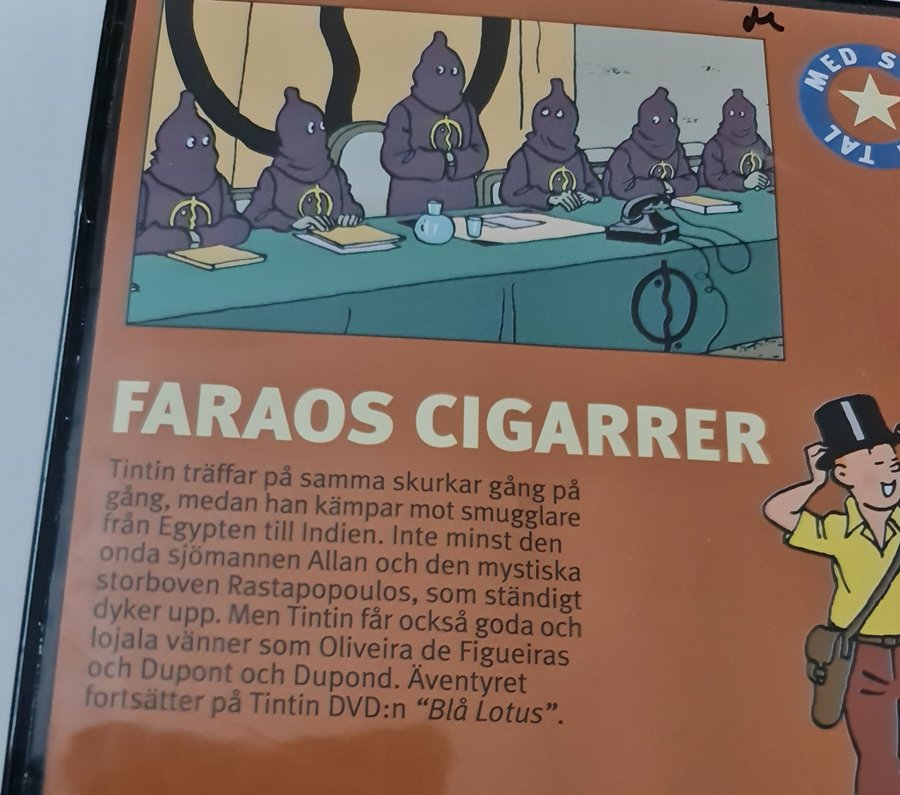 MED S
TAL
FARAOS CIGARRER
Tintin träffar på samma skurkar gång på
gång, medan han kämpar mot smugglare
från Egypten till Indien. Inte minst den
onda sjömannen Allan och den mystiska
storboven Rastapopoulos, som ständigt
dyker upp. Men Tintin får också goda och
lojala vänner som Oliveira de Figueiras
och Dupont och Dupond. Äventyret
fortsätter på Tintin DVD:n “Blå Lotus”.